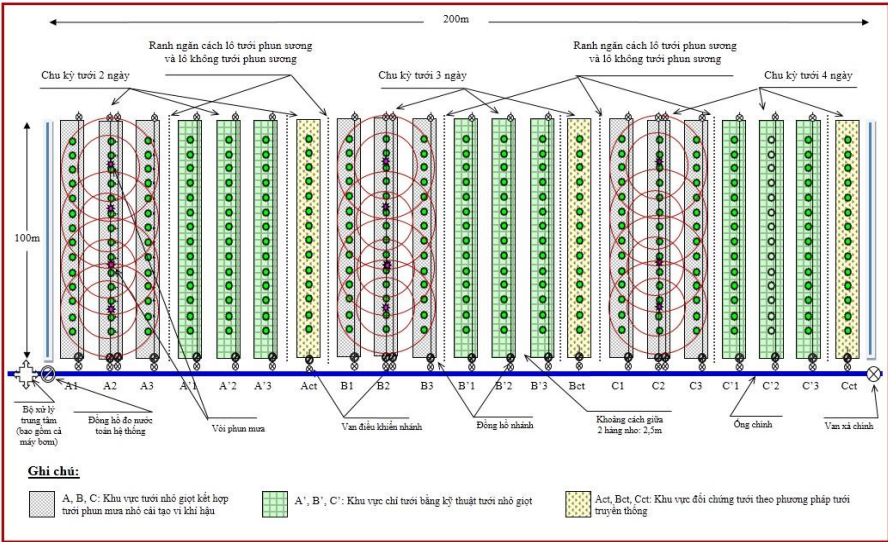 200m
Ranh ngăn cách lô tưới phun sương
và lô không tưới phun sương
Ranh ngăn cách lô tưới phun sương
và lô không tưới phun sương
Chu kỳ tưới 2 ngày
Chu kỳ tưới 3 ngày
Chu kỳ tưới 4 ngày
100m
A1 A2 A3 A'1 A'2 A'3 Act B1 B2 B3 B'1 B'2 B'3 Bct C1 C2 C3 C'1 C'2 C'3 Cct
Bộ xử lý
trung tâm
(bao gồm cả
máy bơm)
Đồng hồ đo nước
toàn hệ thống
Vòi phun mưa
Van điều khiển nhánh
Đồng hồ nhánh
Khoảng cách giữa
2 hàng nho: 2,5m
Ống chính
Van xả chính
Ghi chú:
A, B, C: Khu vực tưới nhỏ giọt kết hợp
tưới phun mưa nhỏ cải tạo vi khí hậu
A', B', C': Khu vực chỉ tưới bằng kỹ thuật tưới nhỏ giọt
Act, Bct, Cct: Khu vực đối chứng tưới theo phương pháp tưới
truyền thống